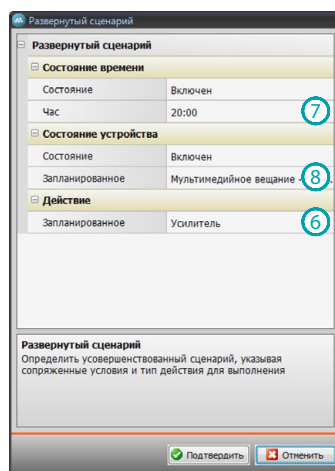 Развернутый сценарий
Развернутый сценарий
Состояние времени
Состояние Включен
Час 20:00 7
Состояние устройства
Состояние Включен
Запланированное Мультимедийное вещание - 8 .
Действие
Запланированное Усилитель 6
Развернутый сценарий
Определить усовершенствованный сценарий, указывая
сопряженные условия и тип действия для выполнения
Подтвердить Отменить